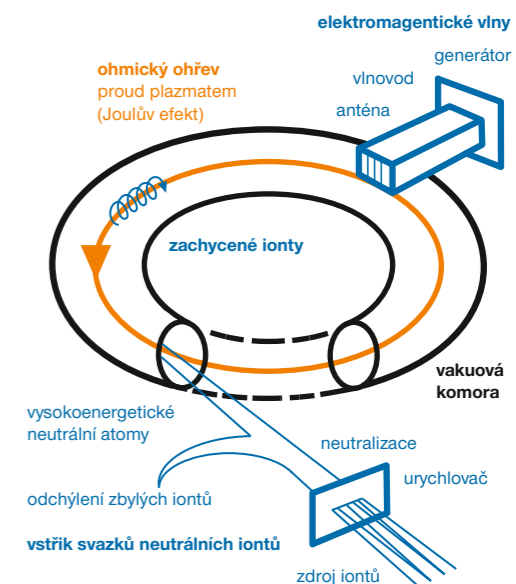 elektromagentické vlny
generátor
vlnovod
anténa
ohmický ohřev
proud plazmatem
(Joulův efekt)
zachycené ionty
vakuová
komora
vysokoenergetické
neutrální atomy
neutralizace
urychlovač
odchýlení zbylých iontů
vstřik svazků neutrálních iontů
zdroj iontů